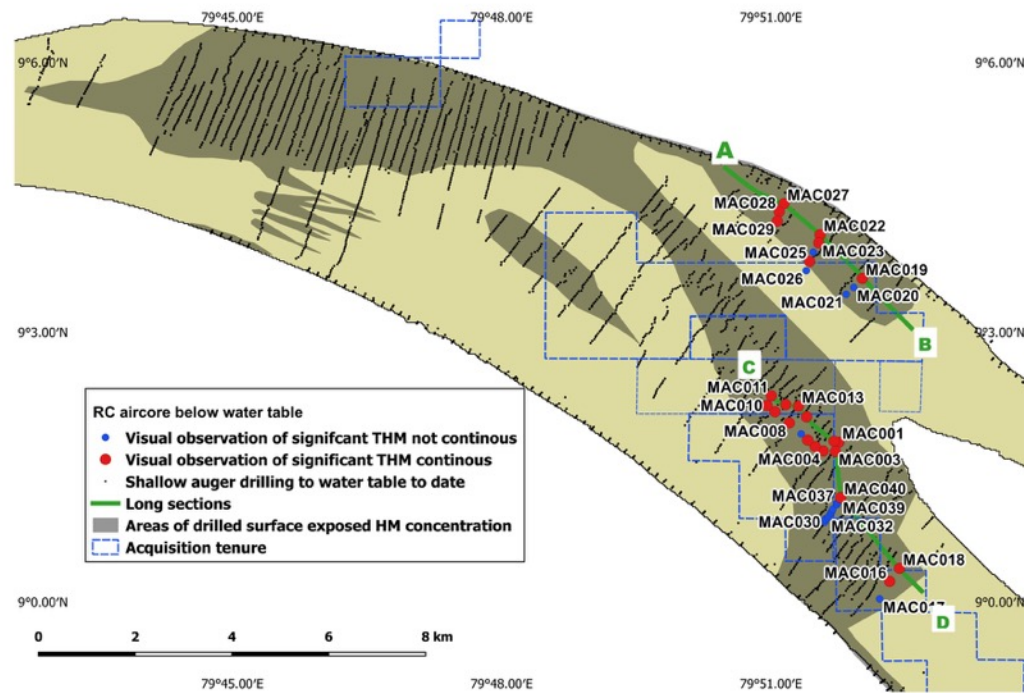 79°45.00'E 79°48.00'E 79°51.00'E
9°6.00'N 9°6.00'N
A
MAC027
MAC028
MAC029
MAC022
MAC025 MAC023
MAC026
MAC019
MAC021 MAC020
9°3.00'N 9°3.00'N
B
C
MAC011
MAC010 MAC013
MAC008 MAC001
MAC004 MAC003
MAC037 MAC040
MAC039
MAC030 MAC032
MAC018
MAC016
MAC017
D
RC aircore below water table
Visual observation of signifcant THM not continous
Visual observation of significant THM continous
Shallow auger drilling to water table to date
Long sections
Areas of drilled surface exposed HM concentration
Acquisition tenure
9°0.00'N 9°0.00'N
0 2 4 6 8 km
79°45.00'E 79°48.00'E 79°51.00'E